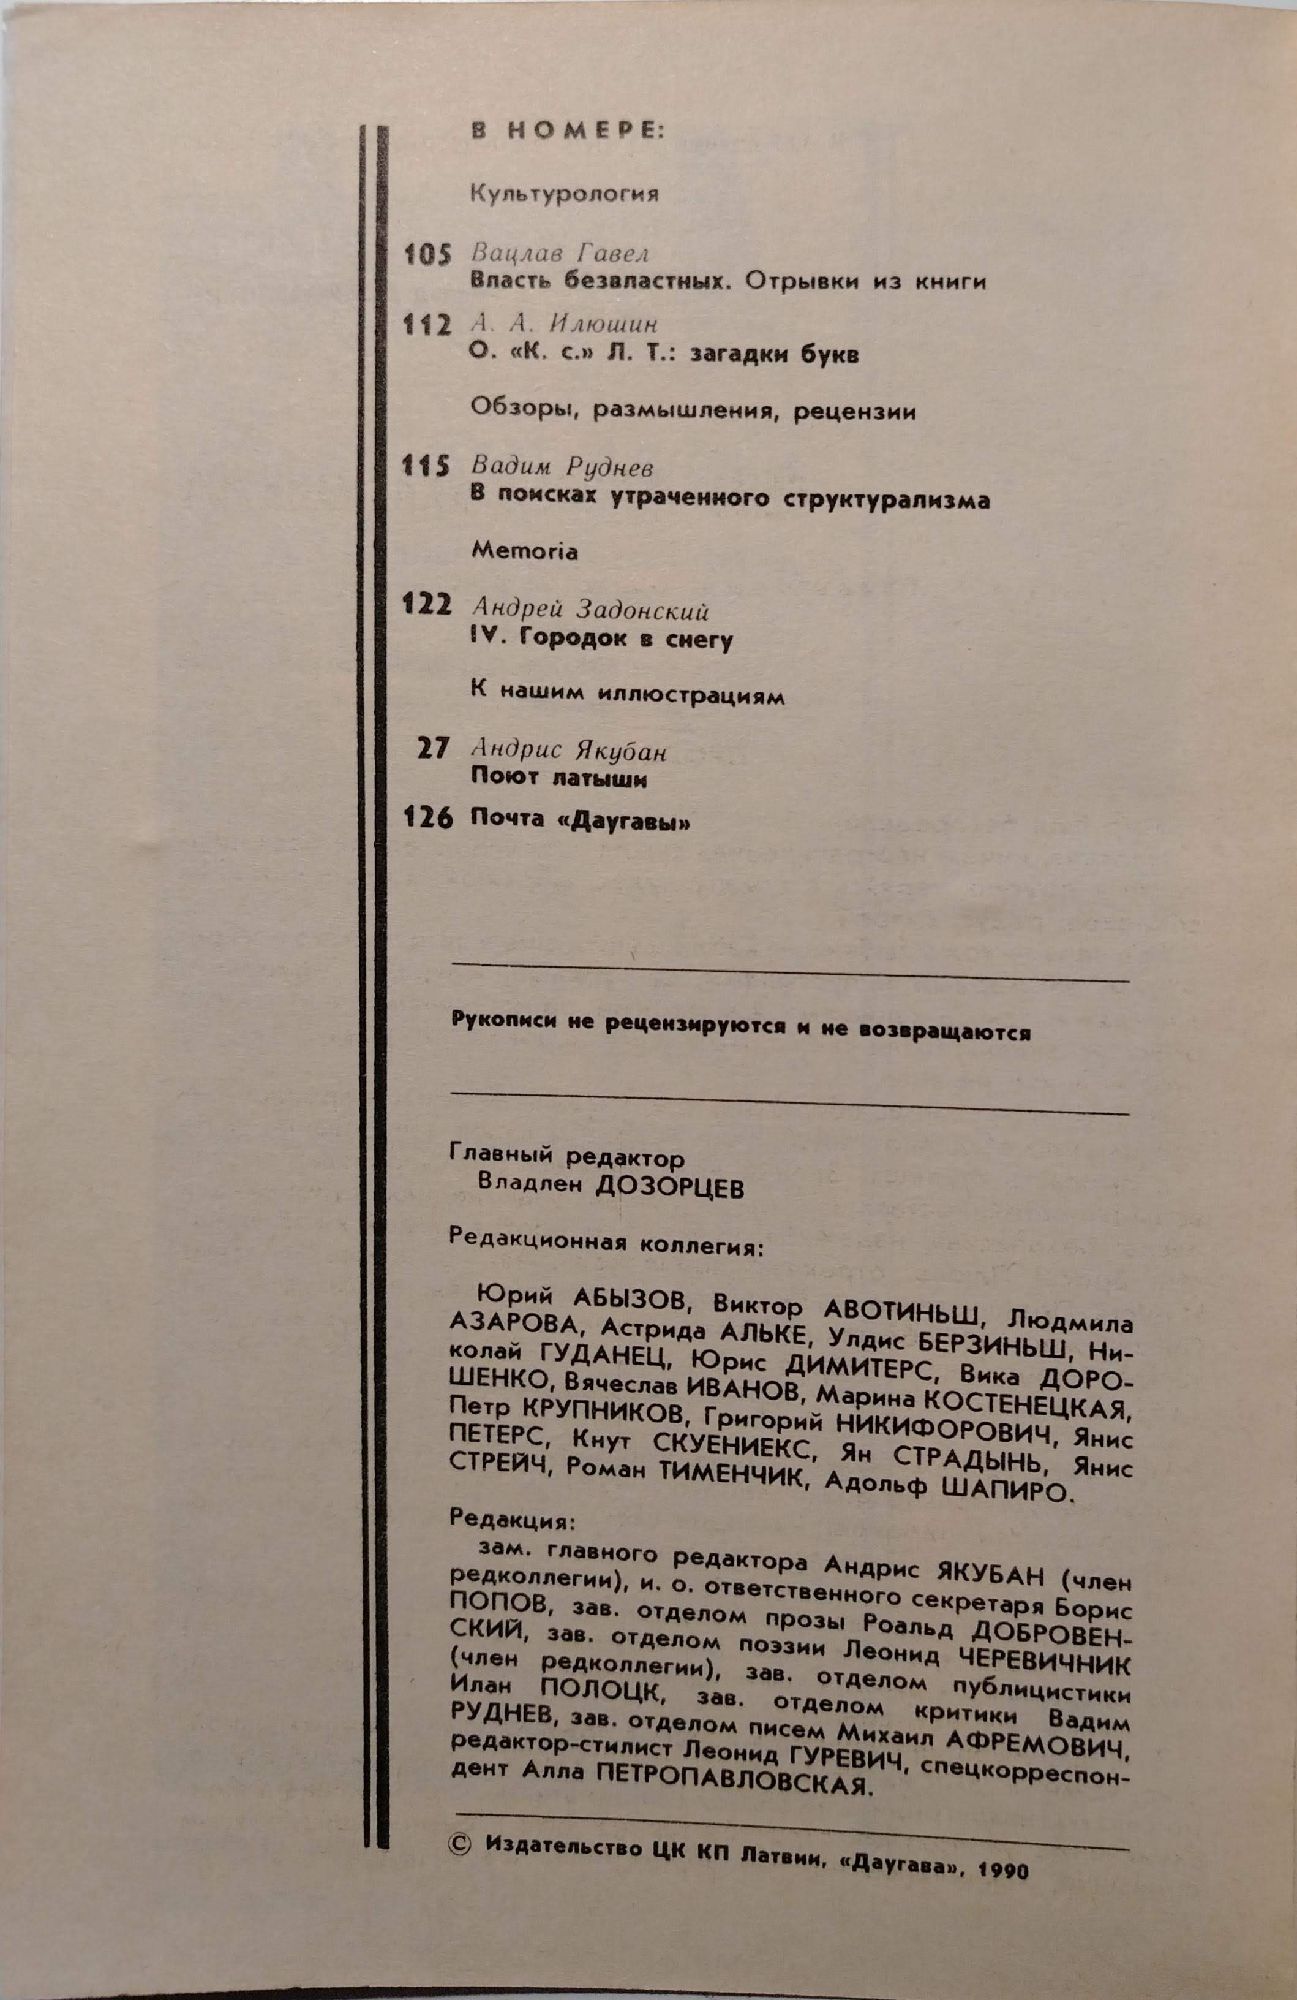 В НОМЕРЕ:
Культурология
105 Вацлав Гавел
Власть безвластных. Отрывки из книги
112 А. А. Илюшин
О. «К. с.» Л. Т.: загадки букв
Обзоры, размышления, рецензии
115 Вадим Руднев
В поисках утраченного структурализма
Memoria
122 Андрей Задонский
IV. Городок в снегу
К нашим иллюстрациям
27 Андрис Якубан
Поют латыши
126 Почта «Даугавы»
Рукописи не рецензируются и не возвращаются
Главный редактор
Владлен ДОЗОРЦЕВ
Редакционная коллегия:
Юрий АБЫЗОВ, Виктор АВОТИНЬШ, Людмила
АЗАРОВА, Астрида АЛЬКЕ, Улдис БЕРЗИНЬШ, Ни-
колай ГУДАНЕЦ, Юрис ДИМИТЕРС, Вика ДОРО-
ШЕНКО, Вячеслав ИВАНОВ, Марина КОСТЕНЕЦКАЯ,
Петр КРУПНИКОВ, Григорий НИКИФОРОВИЧ, Янис
ПЕТЕРС, Кнут СКУЕНИЕКС, Ян СТРАДЫНЬ, Янис
СТРЕЙЧ, Роман ТИМЕНЧИК, Адольф ШАПИРО.
Редакция:
зам. главного редактора Андрис ЯКУБАН (член
редколлегии), и. о. ответственного секретаря Борис
ПОПОВ, зав. отделом прозы Роальд ДОБРОВЕН-
СКИЙ, зав. отделом поэзии Леонид ЧЕРЕВИЧНИК
(член редколлегии), зав. отделом публицистики
Илан ПОЛОЦК, зав. отделом критики Вадим
РУДНЕВ, зав. отделом писем Михаил АФРЕМОВИЧ,
редактор-стилист Леонид ГУРЕВИЧ, спецкорреспон-
дент Алла ПЕТРОПАВЛОВСКАЯ.
© Издательство ЦК КП Латвии, «Даугава», 1990